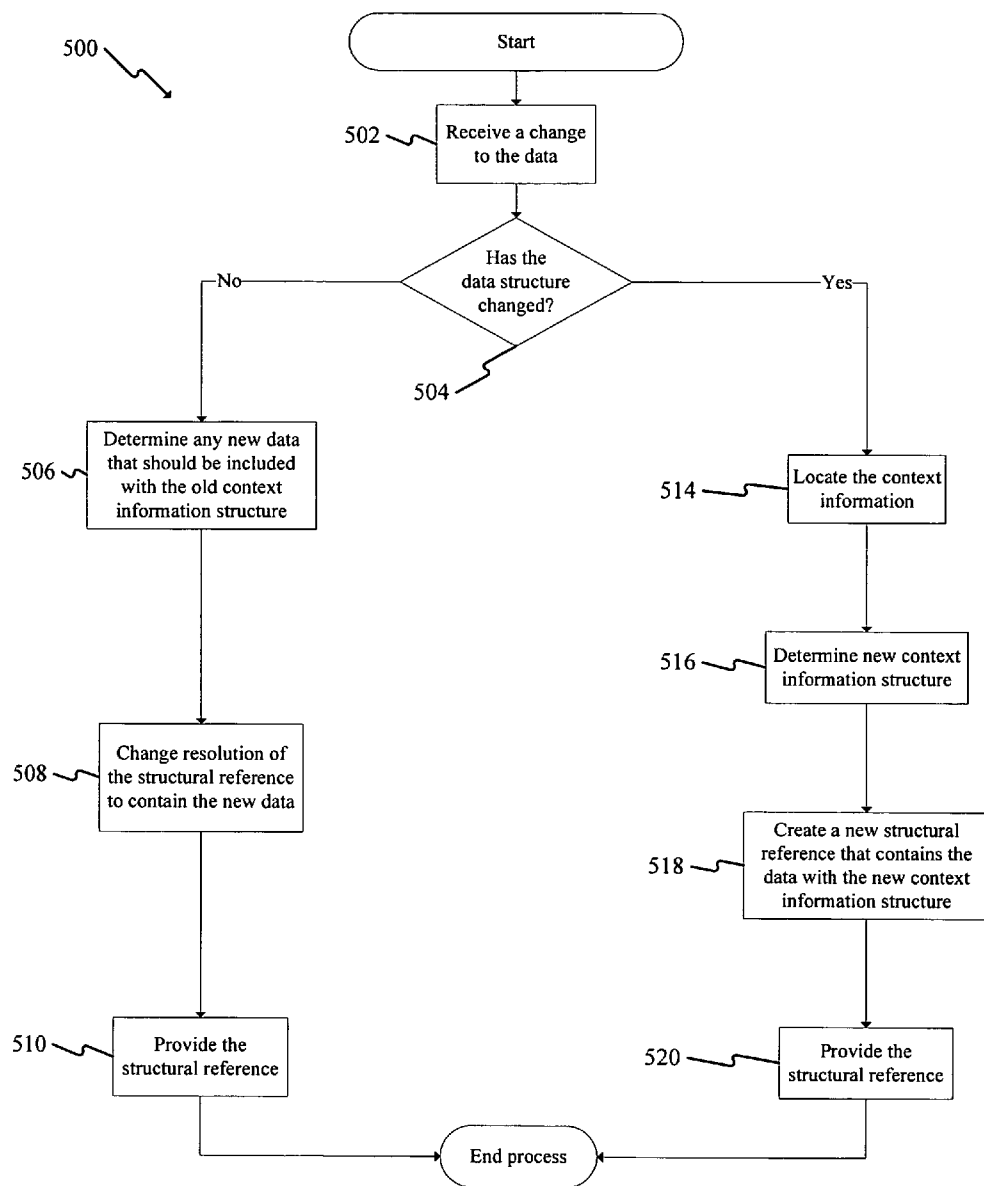 Start
500
502
Receive a change
to the data
Has the
data structure
changed?
No
Yes
504
506
Determine any new data
that should be included
with the old context
information structure
514
Locate the context
information
516
Determine new context
information structure
508
Change resolution of
the structural reference
to contain the new data
518
Create a new structural
reference that contains the
data with the new context
information structure
510
Provide the
structural reference
520
Provide the
structural reference
End process